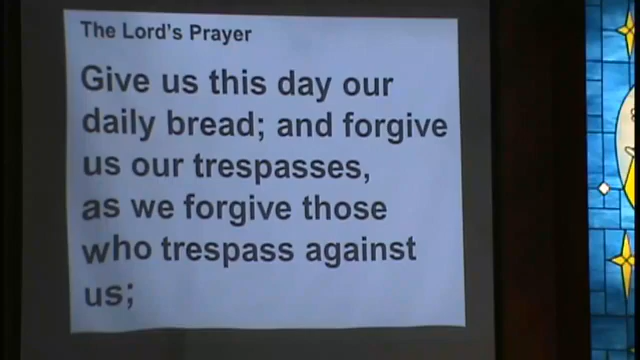 The Lord's Prayer
Give us this day our
daily bread; and forgive
us our trespasses,
as we forgive those
who trespass against
us;